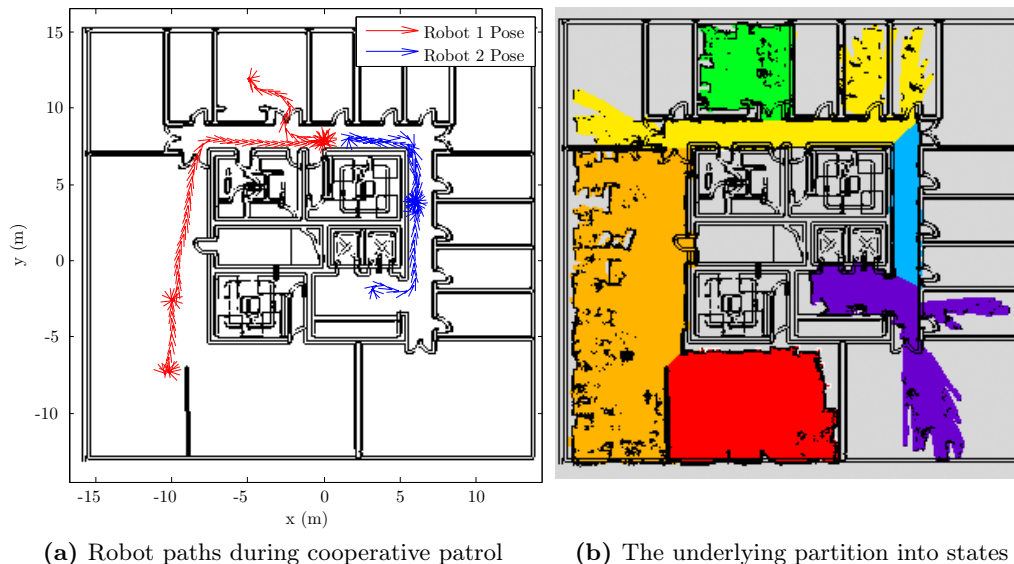 Robot 1 Pose
Robot 2 Pose
15
10
5
0
-5
-10
y (m)
-15
-10
-5
0
5
10
x (m)
(a) Robot paths during cooperative patrol
(b) The underlying partition into states